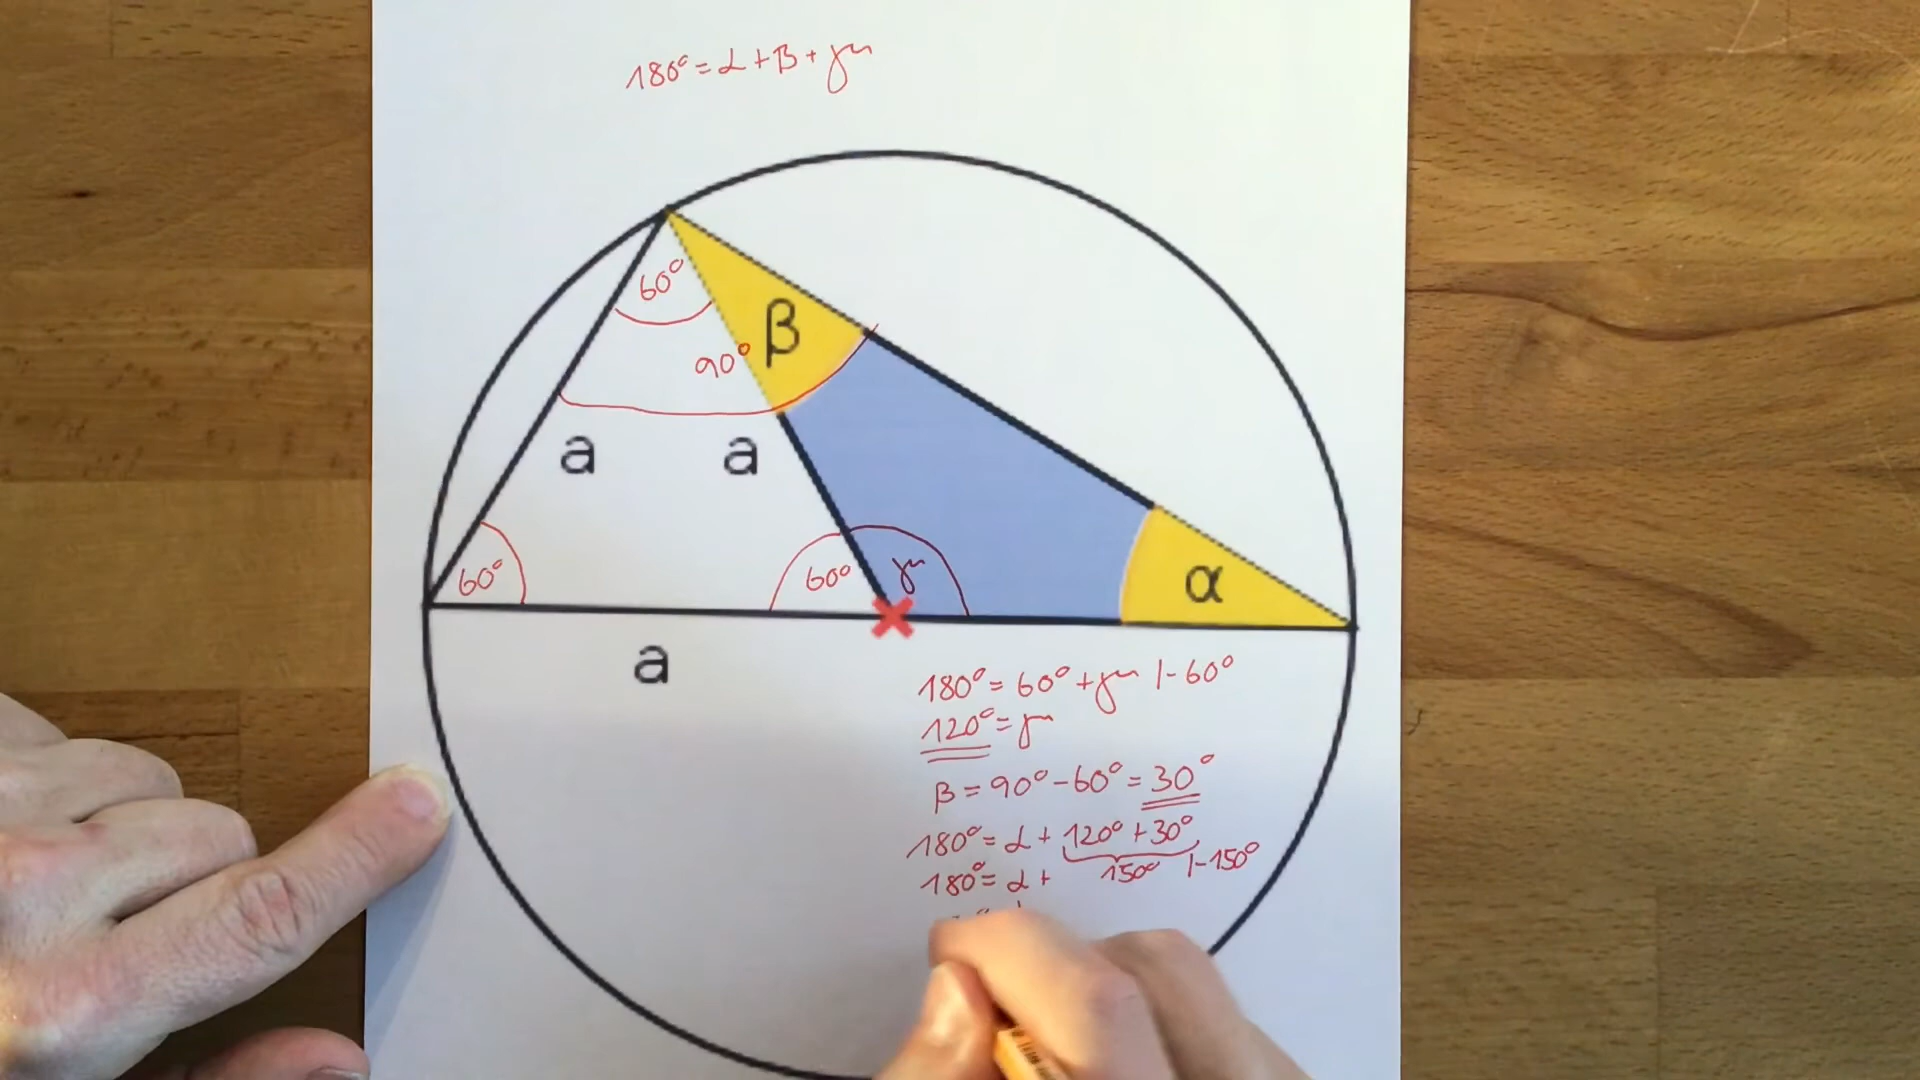 180° = α + β + γ
60°
β
90°
a
a
60°
60°
γ
α
a
180° = 60° + γ | - 60°
120° = γ
β = 90° - 60° = 30°
180° = α + 120° + 30°
180° = α + 150° | - 150°